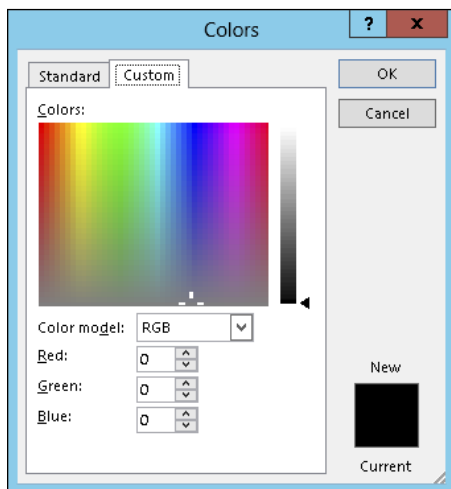 Colors
?
x
Standard
Custom
OK
Cancel
Colors:
Color model: RGB
Red: 0
Green: 0
Blue: 0
New
Current